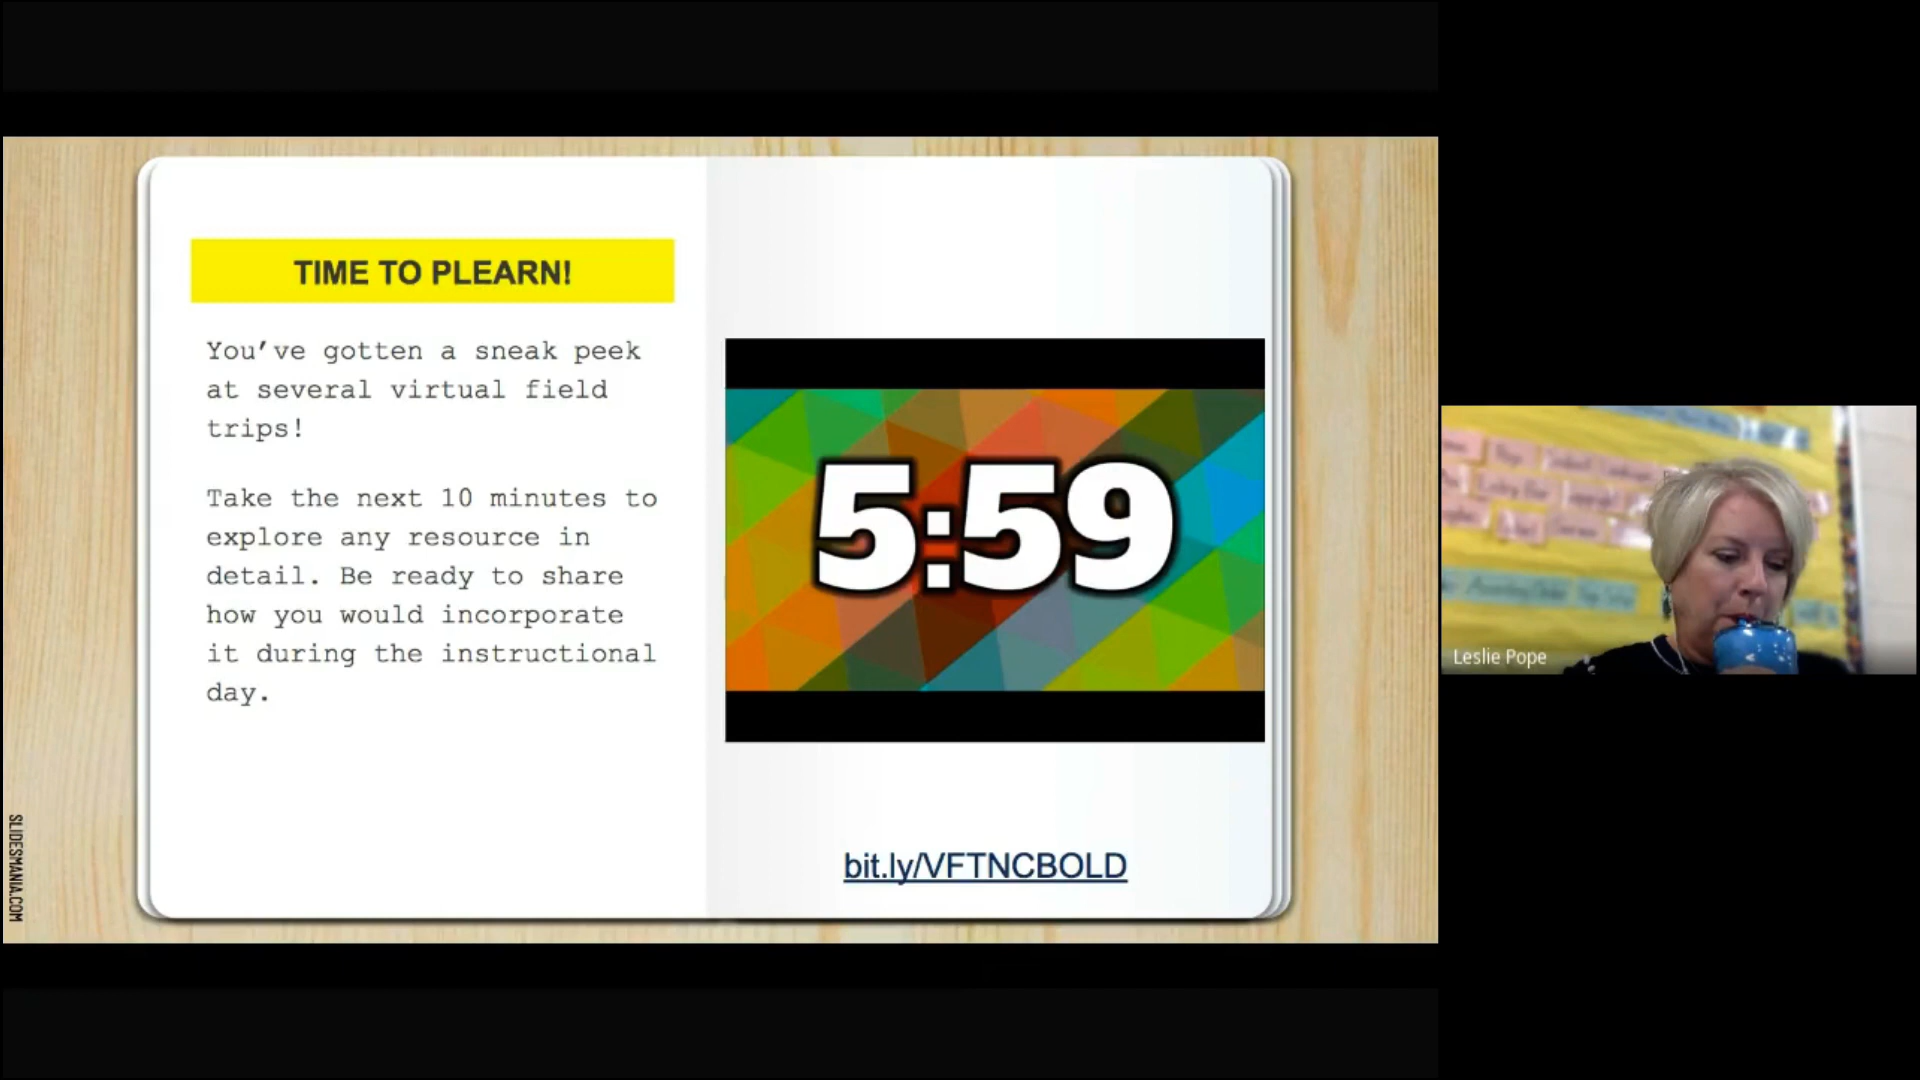 TIME TO PLEARN!
You’ve gotten a sneak peek
at several virtual field
trips!
Take the next 10 minutes to
explore any resource in
detail. Be ready to share
how you would incorporate
it during the instructional
day.
5:59
bit.ly/VFTNCBOLD
SLIDESMANIA.COM
Leslie Pope